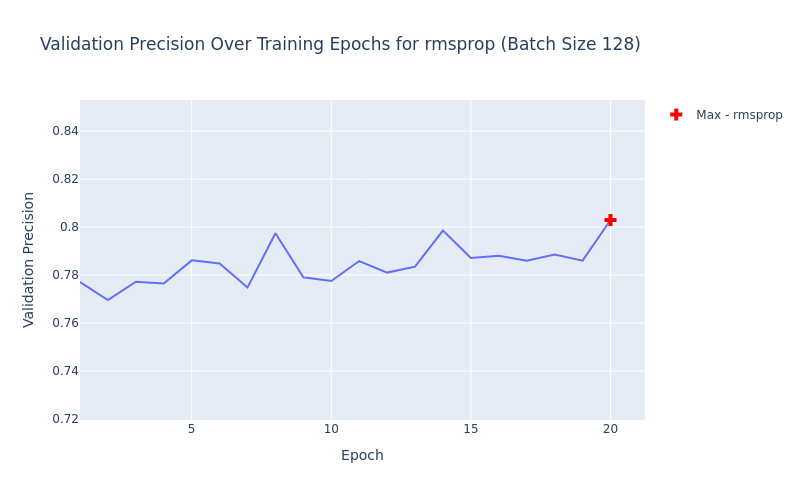 Validation Precision Over Training Epochs for rmsprop (Batch Size 128)
Max - rmsprop
Validation Precision
0.84
0.82
0.8
0.78
0.76
0.74
0.72
5
10
15
20
Epoch